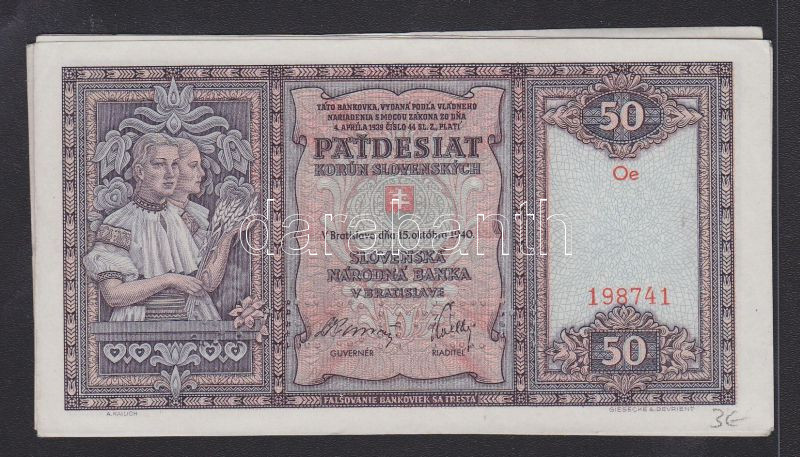 TÁTO BANKOVKA, VYDANÁ PODĽA VLÁDNEHO
NARIADENIA S MOCOU ZÁKONA ZO DŇA
4. APRÍLA 1939 ČÍSLO 44 SL. Z., PLATÍ
PÄŤDESIAT
KORÚN SLOVENSKÝCH
V Bratislave dňa 15. októbra 1940.
SLOVENSKÁ
NÁRODNÁ BANKA
V BRATISLAVE
GUVERNÉR RIADITEĽ
FALŠOVANIE BANKOVIEK SA TRESTÁ
50
Oe
198741
50
GIESECKE & DEVRIENT
3€
darabanth